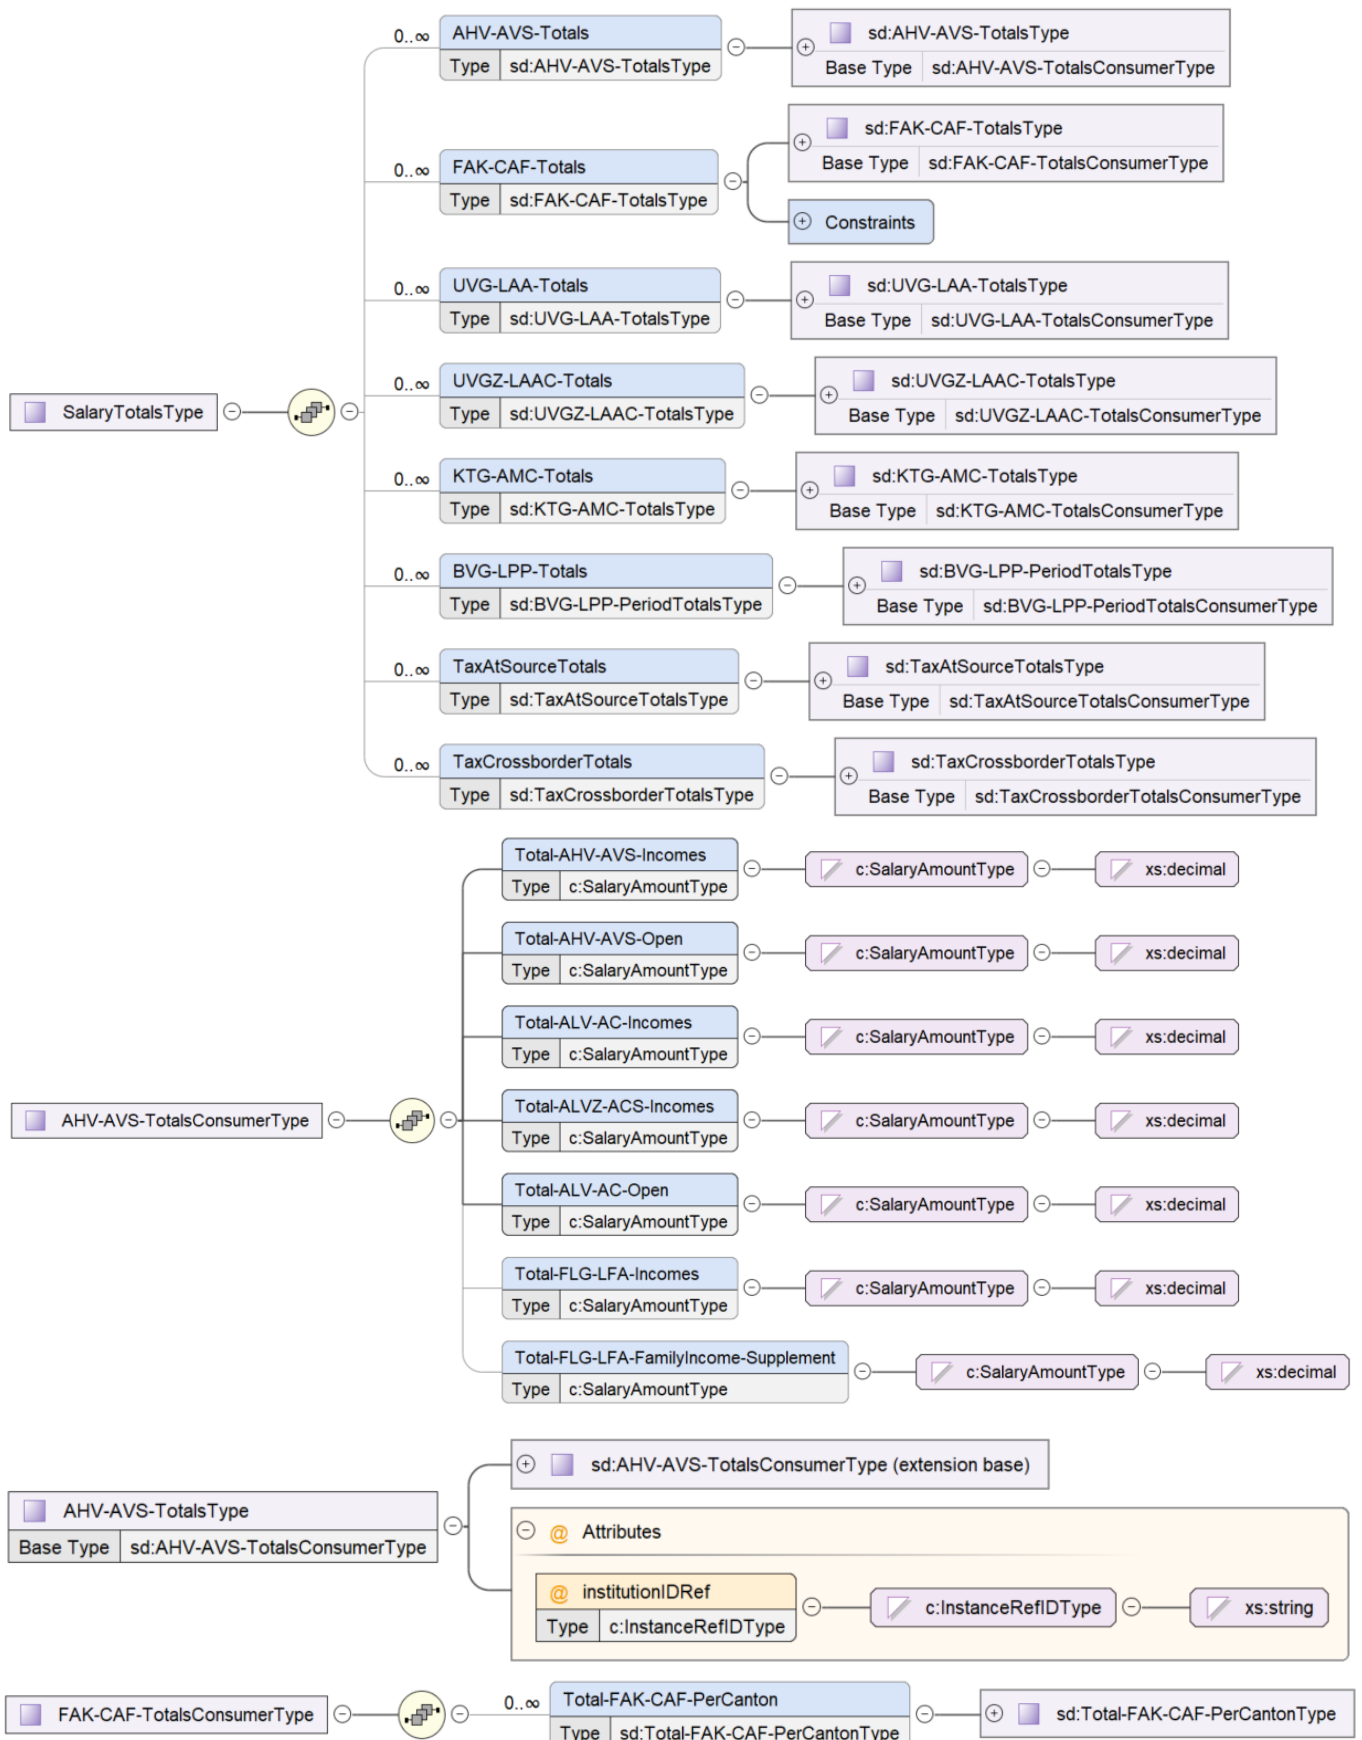 0..∞ AHV-AVS-Totals
Type sd:AHV-AVS-TotalsType
sd:AHV-AVS-TotalsType
Base Type sd:AHV-AVS-TotalsConsumerType
0..∞ FAK-CAF-Totals
Type sd:FAK-CAF-TotalsType
sd:FAK-CAF-TotalsType
Base Type sd:FAK-CAF-TotalsConsumerType
Constraints
0..∞ UVG-LAA-Totals
Type sd:UVG-LAA-TotalsType
sd:UVG-LAA-TotalsType
Base Type sd:UVG-LAA-TotalsConsumerType
SalaryTotalsType
0..∞ UVGZ-LAAC-Totals
Type sd:UVGZ-LAAC-TotalsType
sd:UVGZ-LAAC-TotalsType
Base Type sd:UVGZ-LAAC-TotalsConsumerType
0..∞ KTG-AMC-Totals
Type sd:KTG-AMC-TotalsType
sd:KTG-AMC-TotalsType
Base Type sd:KTG-AMC-TotalsConsumerType
0..∞ BVG-LPP-Totals
Type sd:BVG-LPP-PeriodTotalsType
sd:BVG-LPP-PeriodTotalsType
Base Type sd:BVG-LPP-PeriodTotalsConsumerType
0..∞ TaxAtSourceTotals
Type sd:TaxAtSourceTotalsType
sd:TaxAtSourceTotalsType
Base Type sd:TaxAtSourceTotalsConsumerType
0..∞ TaxCrossborderTotals
Type sd:TaxCrossborderTotalsType
sd:TaxCrossborderTotalsType
Base Type sd:TaxCrossborderTotalsConsumerType
Total-AHV-AVS-Incomes
Type c:SalaryAmountType
c:SalaryAmountType xs:decimal
Total-AHV-AVS-Open
Type c:SalaryAmountType
c:SalaryAmountType xs:decimal
Total-ALV-AC-Incomes
Type c:SalaryAmountType
c:SalaryAmountType xs:decimal
AHV-AVS-TotalsConsumerType
Total-ALVZ-ACS-Incomes
Type c:SalaryAmountType
c:SalaryAmountType xs:decimal
Total-ALV-AC-Open
Type c:SalaryAmountType
c:SalaryAmountType xs:decimal
Total-FLG-LFA-Incomes
Type c:SalaryAmountType
c:SalaryAmountType xs:decimal
Total-FLG-LFA-FamilyIncome-Supplement
Type c:SalaryAmountType
c:SalaryAmountType xs:decimal
AHV-AVS-TotalsType
Base Type sd:AHV-AVS-TotalsConsumerType
sd:AHV-AVS-TotalsConsumerType (extension base)
@ Attributes
@ institutionIDRef
Type c:InstanceRefIDType
c:InstanceRefIDType xs:string
FAK-CAF-TotalsConsumerType
0..∞ Total-FAK-CAF-PerCanton
Type sd:Total-FAK-CAF-PerCantonType
sd:Total-FAK-CAF-PerCantonType